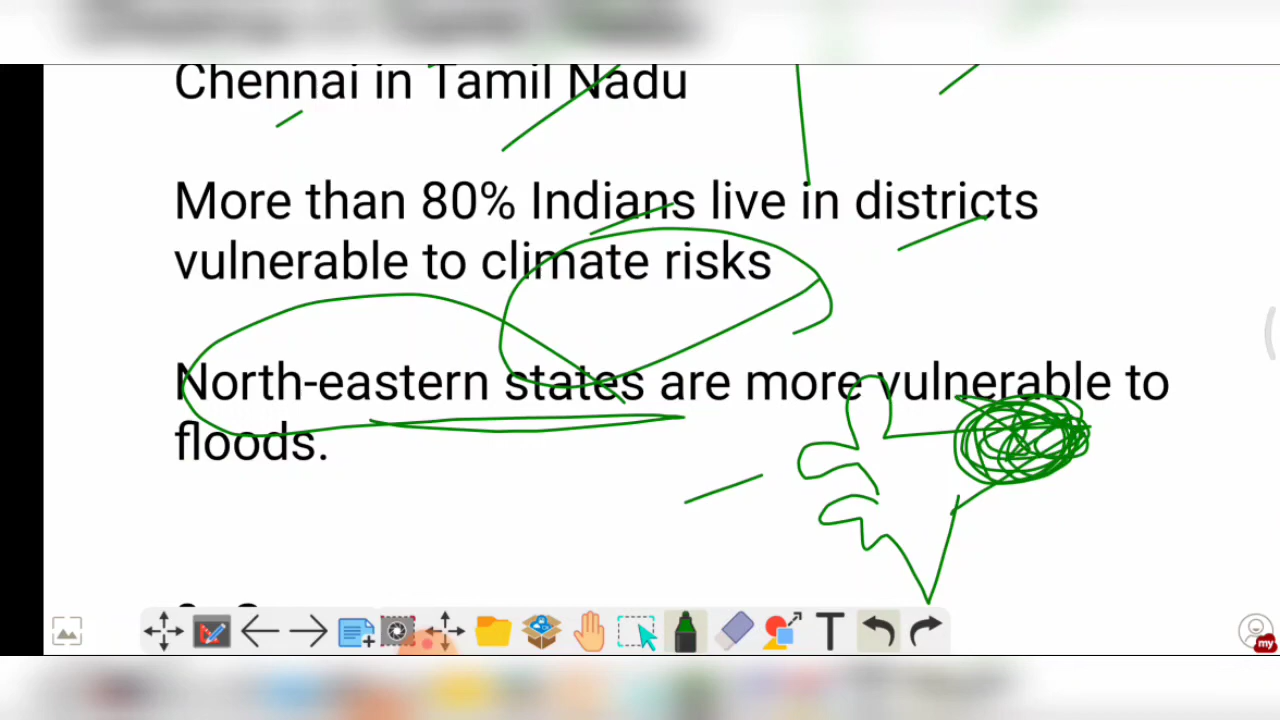 Chennai in Tamil Nadu
More than 80% Indians live in districts
vulnerable to climate risks
North-eastern states are more vulnerable to
floods.
T
my